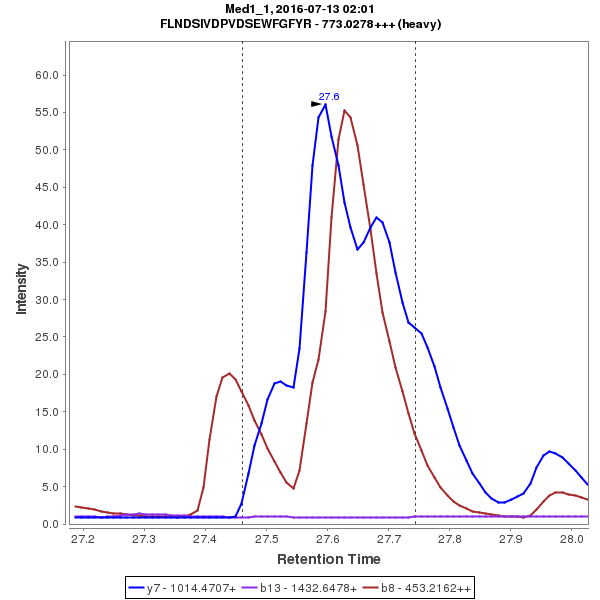 Med1_1, 2016-07-13 02:01
FLNDSIVDPVDSEWFGFYR - 773.0278+++ (heavy)
60.0
55.0
50.0
45.0
40.0
35.0
30.0
25.0
20.0
15.0
10.0
5.0
0.0
Intensity
27.6
27.2 27.3 27.4 27.5 27.6 27.7 27.8 27.9 28.0
Retention Time
y7 - 1014.4707+ b13 - 1432.6478+ b8 - 453.2162++